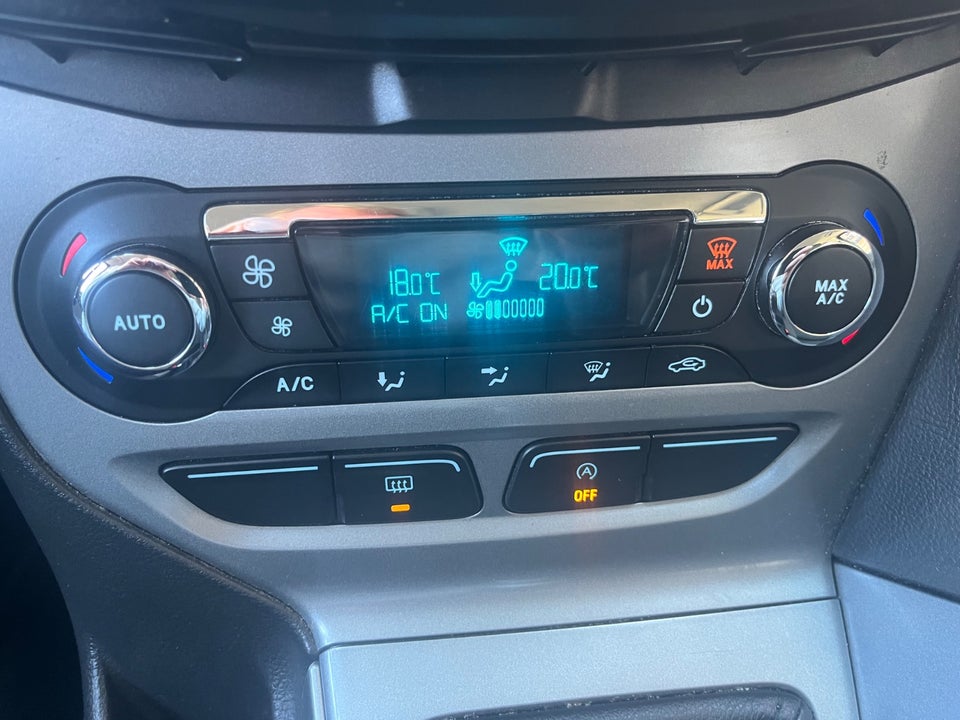 18.0°C 20.0°C
A/C ON
MAX
AUTO
MAX
A/C
A/C
A
OFF